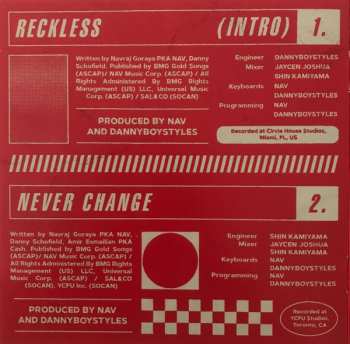 RECKLESS (INTRO) 1.
Written by Navraj Goraya PKA NAV, Danny
Schofield, Published by BMG Gold Songs
(ASCAP)/ NAV Music Corp. (ASCAP) / All
Rights Administered By BMG Rights
Management (US) LLC, Universal Music
Corp. (ASCAP) / SAL&CO (SOCAN)
PRODUCED BY NAV
AND DANNYBOYSTYLES
Engineer DANNYBOYSTYLES
Mixer JAYCEN JOSHUA
SHIN KAMIYAMA
Keyboards NAV
DANNYBOYSTYLES
Programming NAV
DANNYBOYSTYLES
Recorded at Circle House Studios,
Miami, FL, US
NEVER CHANGE 2.
Written by Navraj Goraya PKA NAV,
Danny Schofield, Amir Esmailian PKA
Cash. Published by BMG Gold Songs
(ASCAP)/ NAV Music Corp. (ASCAP) /
All Rights Administered By BMG Rights
Management (US) LLC, Universal
Music Corp. (ASCAP) / SAL&CO
(SOCAN), YCFU Inc. (SOCAN)
PRODUCED BY NAV
AND DANNYBOYSTYLES
Engineer SHIN KAMIYAMA
Mixer JAYCEN JOSHUA
SHIN KAMIYAMA
Keyboards NAV
DANNYBOYSTYLES
Programming NAV
DANNYBOYSTYLES
Recorded at
YCFU Studios,
Toronto, CA